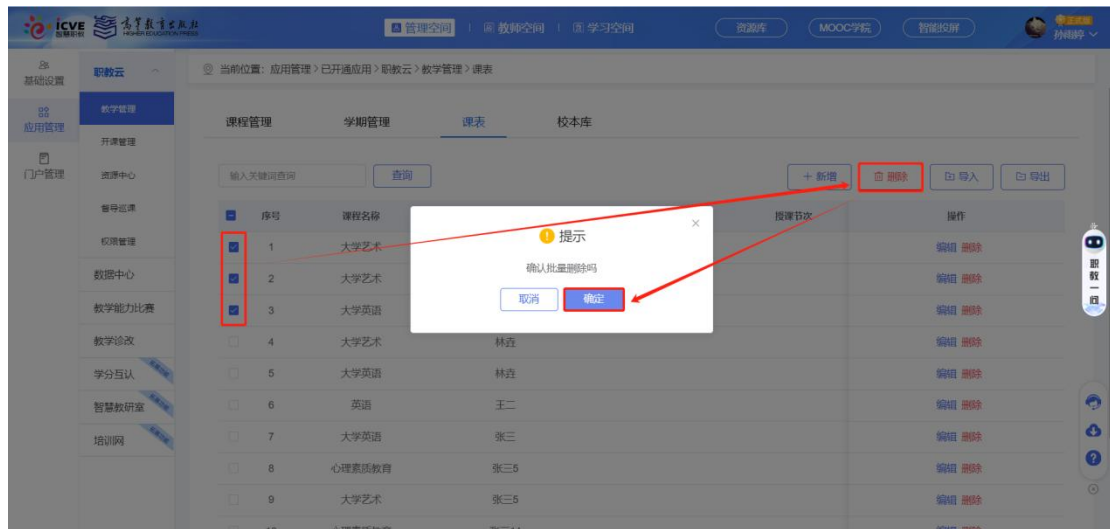 icve 智慧职教 高等教育出版社 HIGHER EDUCATION PRESS 管理空间 教师空间 学习空间 资源库 MOOC学院 智能投屏 正式版
孙雨婷
基础设置 职教云 当前位置：应用管理 > 已开通应用 > 职教云 > 教学管理 > 课表
应用管理 教学管理 课程管理 学期管理 课表 校本库
开课管理
门户管理 资源中心 输入关键词查询 查询 + 新增 删除 导入 导出
督导巡课 序号 课程名称 授课节次 操作
权限管理 1 大学艺术 编辑 删除
数据中心 2 大学艺术 编辑 删除
教学能力比赛 3 大学英语 编辑 删除
提示
确认批量删除吗
取消 确定
教学诊改 4 大学艺术 林垚 编辑 删除
学分互认 5 大学英语 林垚 编辑 删除
智慧教研室 6 英语 王二 编辑 删除
培训网 7 大学英语 张三 编辑 删除
8 心理素质教育 张三5 编辑 删除
9 大学艺术 张三5 编辑 删除
职教一问